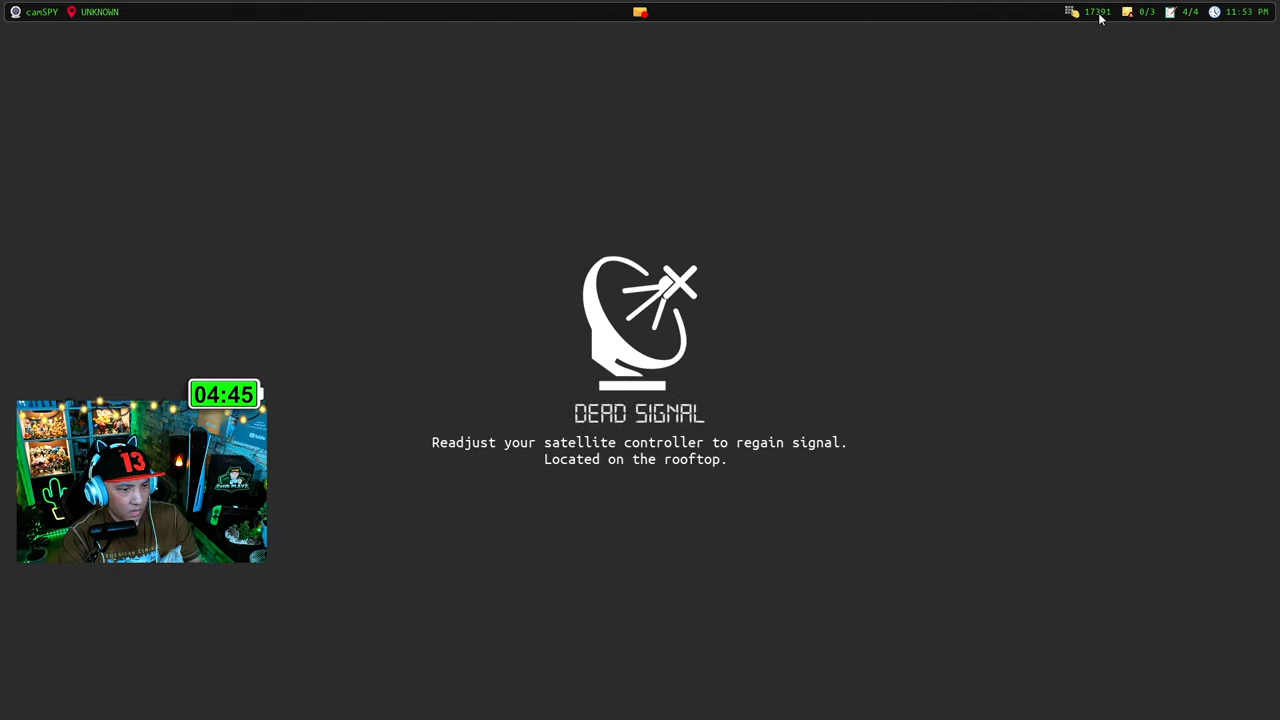 camSPY UNKNOWN 17391 0/3 4/4 11:53 PM
DEAD SIGNAL
Readjust your satellite controller to regain signal.
Located on the rooftop.
04:45
13